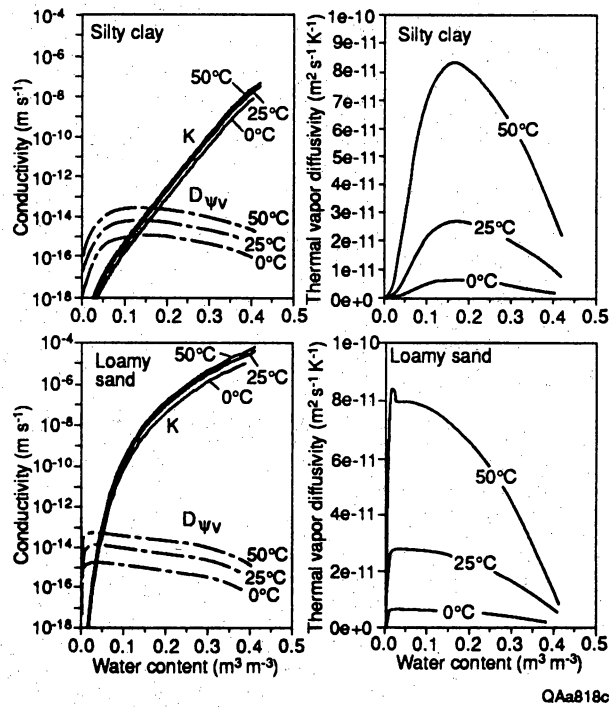 Silty clay
Conductivity (m s⁻¹)
10⁻⁴
10⁻⁶
10⁻⁸
10⁻¹⁰
10⁻¹²
10⁻¹⁴
10⁻¹⁶
10⁻¹⁸
50°C
25°C
0°C
K
Dψv
50°C
25°C
0°C
0.0 0.1 0.2 0.3 0.4 0.5
Silty clay
Thermal vapor diffusivity (m² s⁻¹ K⁻¹)
1e-10
9e-11
8e-11
7e-11
6e-11
5e-11
4e-11
3e-11
2e-11
1e-11
0e+0
50°C
25°C
0°C
0.0 0.1 0.2 0.3 0.4 0.5
Loamy
sand
Conductivity (m s⁻¹)
10⁻⁴
10⁻⁶
10⁻⁸
10⁻¹⁰
10⁻¹²
10⁻¹⁴
10⁻¹⁶
10⁻¹⁸
50°C
25°C
0°C
K
Dψv
50°C
25°C
0°C
0.0 0.1 0.2 0.3 0.4 0.5
Water content (m³ m⁻³)
Loamy sand
Thermal vapor diffusivity (m² s⁻¹ K⁻¹)
1e-10
8e-11
6e-11
4e-11
2e-11
0e+0
50°C
25°C
0°C
0.0 0.1 0.2 0.3 0.4 0.5
Water content (m³ m⁻³)
QAa818c